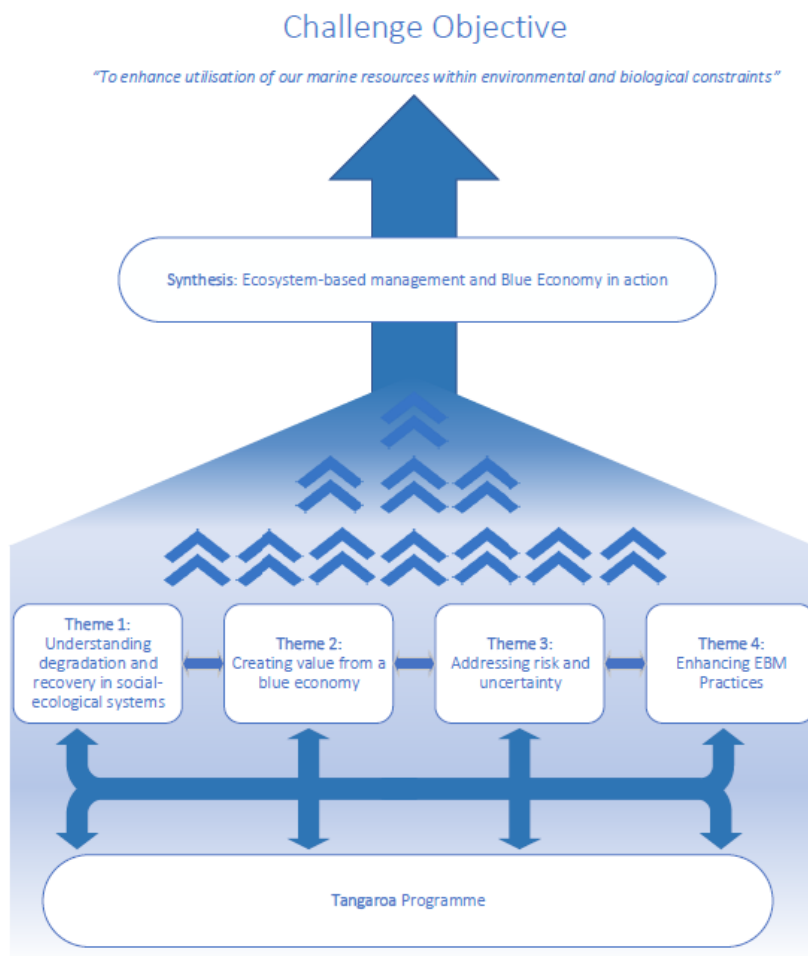 Challenge Objective
“To enhance utilisation of our marine resources within environmental and biological constraints”
Synthesis: Ecosystem-based management and Blue Economy in action
Theme 1:
Understanding
degradation and
recovery in social-
ecological systems
Theme 2:
Creating value from a
blue economy
Theme 3:
Addressing risk and
uncertainty
Theme 4:
Enhancing EBM
Practices
Tangaroa Programme